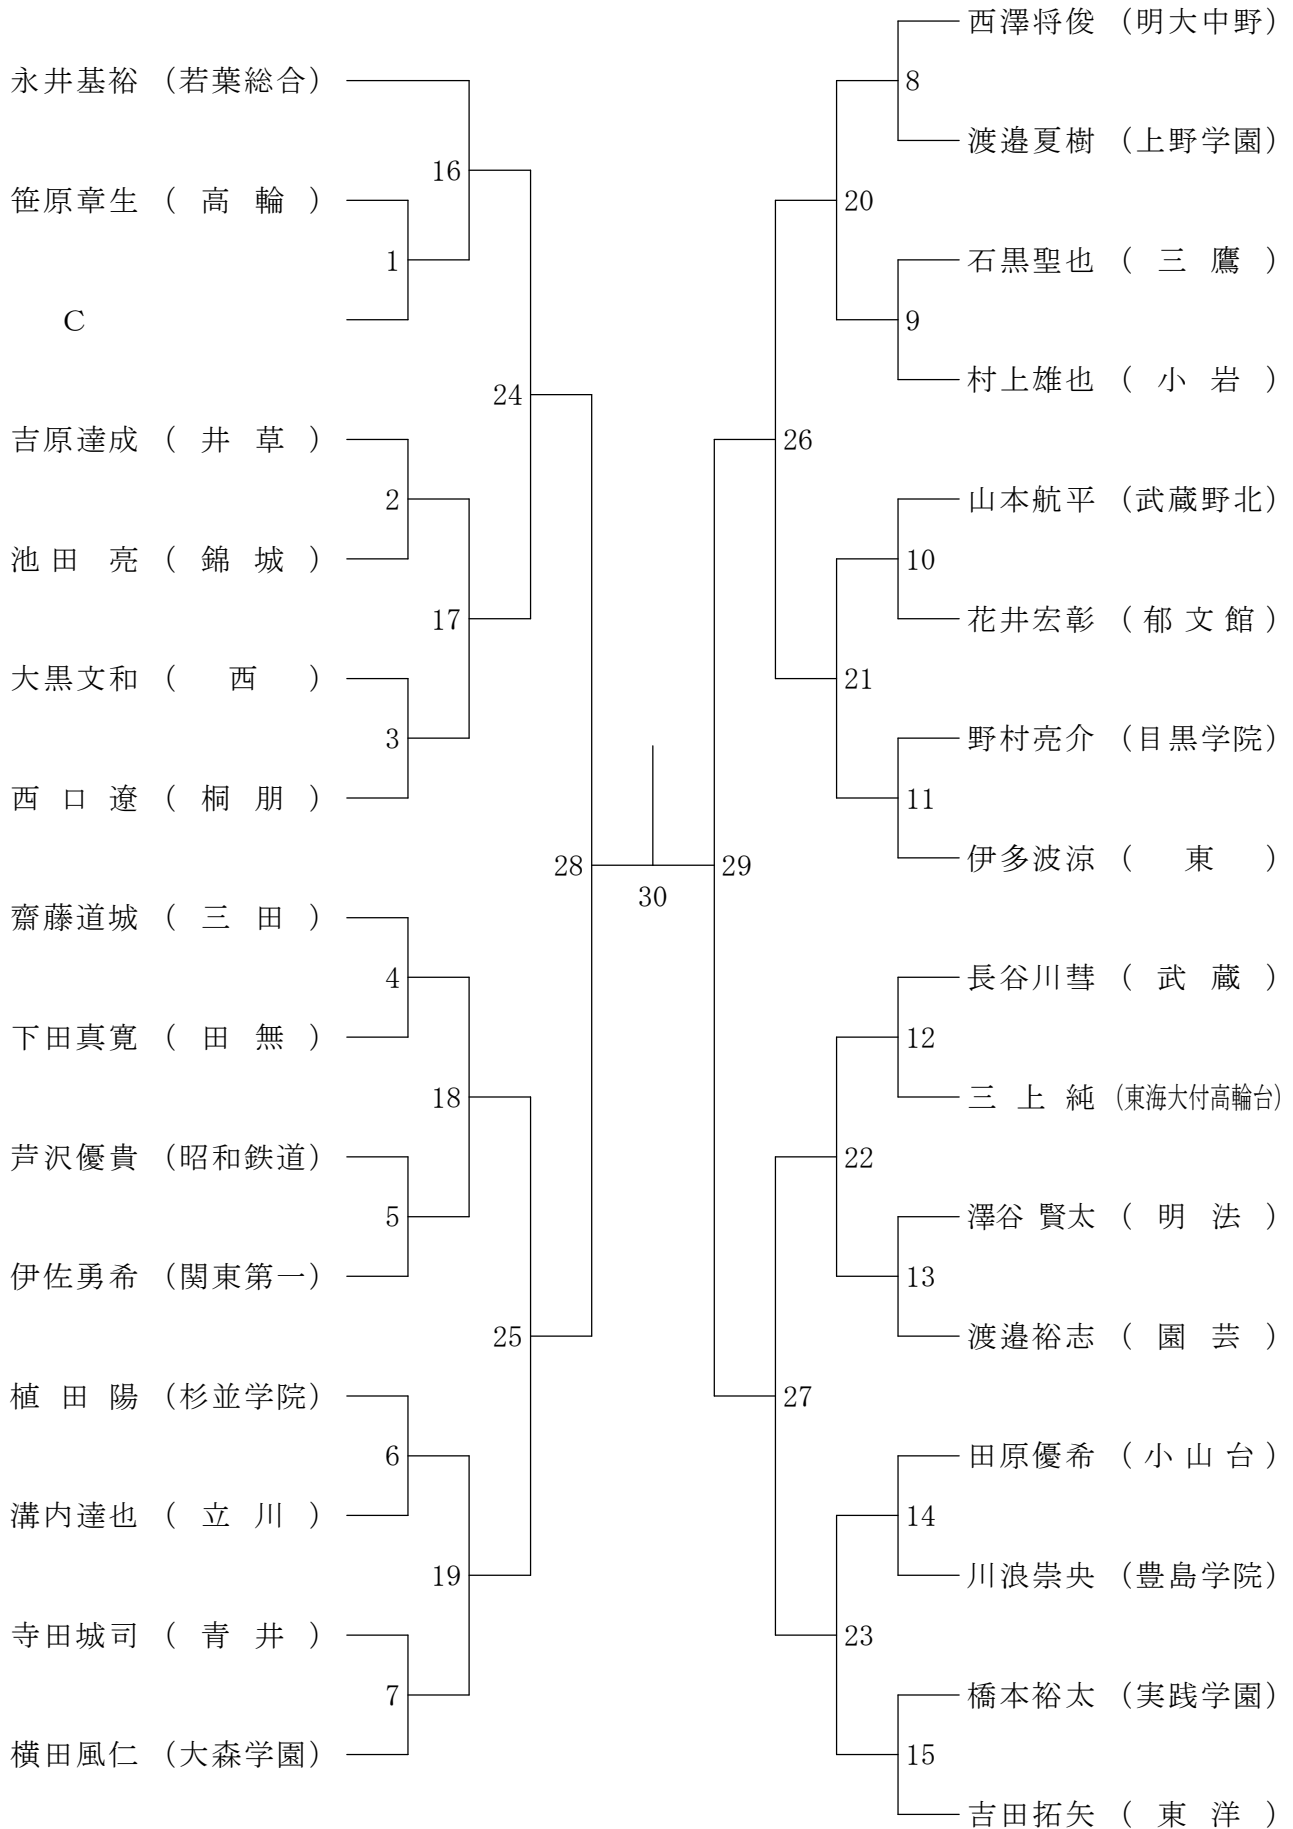 永井基裕 (若葉総合)
笹原章生 (高輪)
C
吉原達成 (井草)
池田亮 (錦城)
大黒文和 (西)
西口遼 (桐朋)
齋藤道城 (三田)
下田真寛 (田無)
芦沢優貴 (昭和鉄道)
伊佐勇希 (関東第一)
植田陽 (杉並学院)
溝内達也 (立川)
寺田城司 (青井)
横田風仁 (大森学園)
1
2
3
4
5
6
7
16
17
18
19
24
25
28
30
29
26
27
20
21
22
23
8
9
10
11
12
13
14
15
西澤将俊 (明大中野)
渡邉夏樹 (上野学園)
石黒聖也 (三鷹)
村上雄也 (小岩)
山本航平 (武蔵野北)
花井宏彰 (郁文館)
野村亮介 (目黒学院)
伊多波涼 (東)
長谷川彗 (武蔵)
三上純 (東海大付高輪台)
澤谷 賢太 (明法)
渡邉裕志 (園芸)
田原優希 (小山台)
川浪崇央 (豊島学院)
橋本裕太 (実践学園)
吉田拓矢 (東洋)